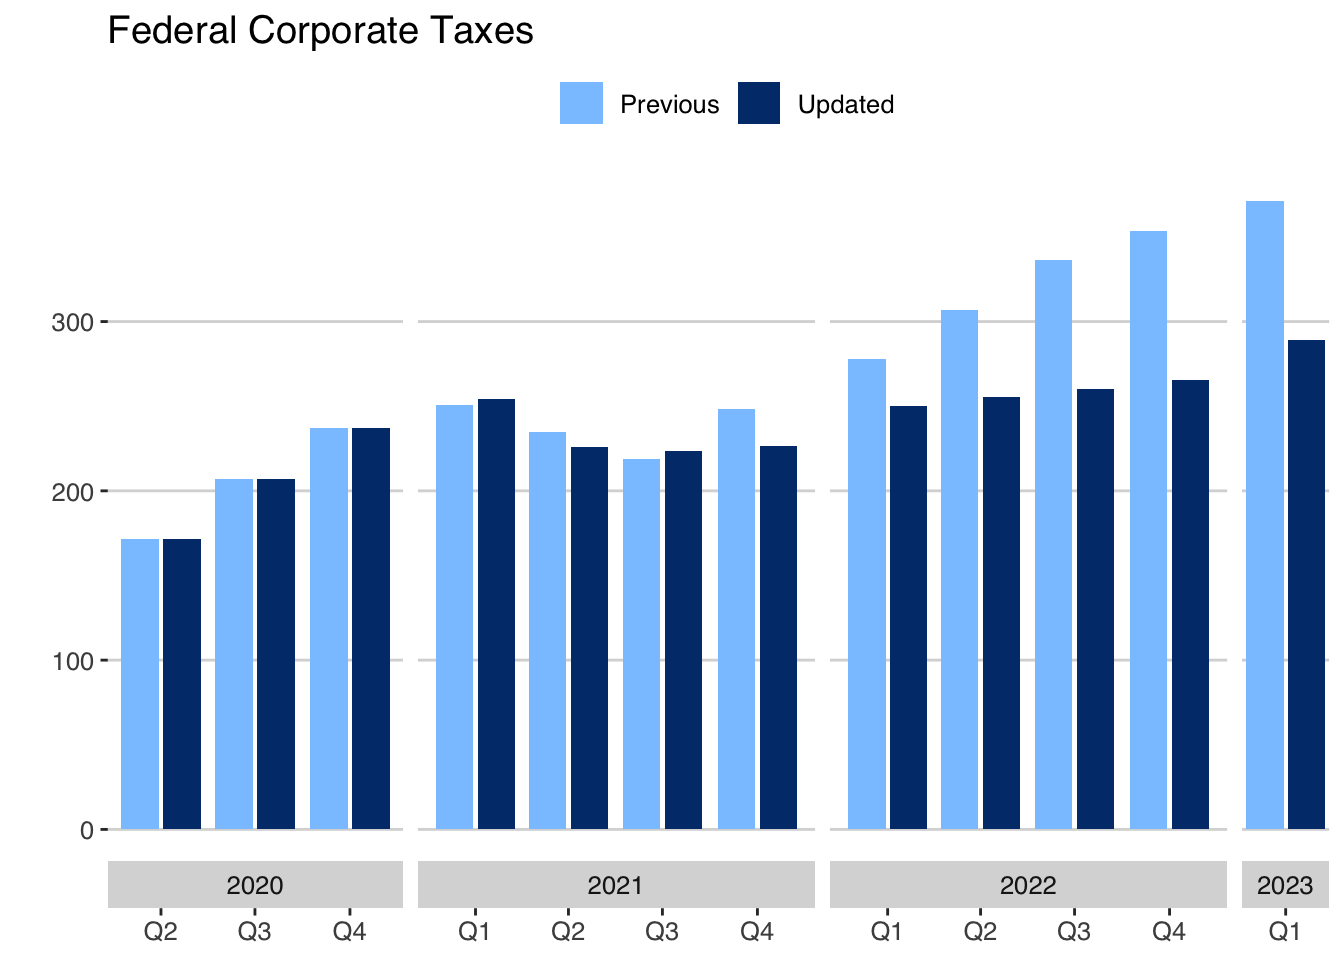 Federal Corporate Taxes
Previous Updated
300
200
100
0
2020 2021 2022 2023
Q2 Q3 Q4 Q1 Q2 Q3 Q4 Q1 Q2 Q3 Q4 Q1